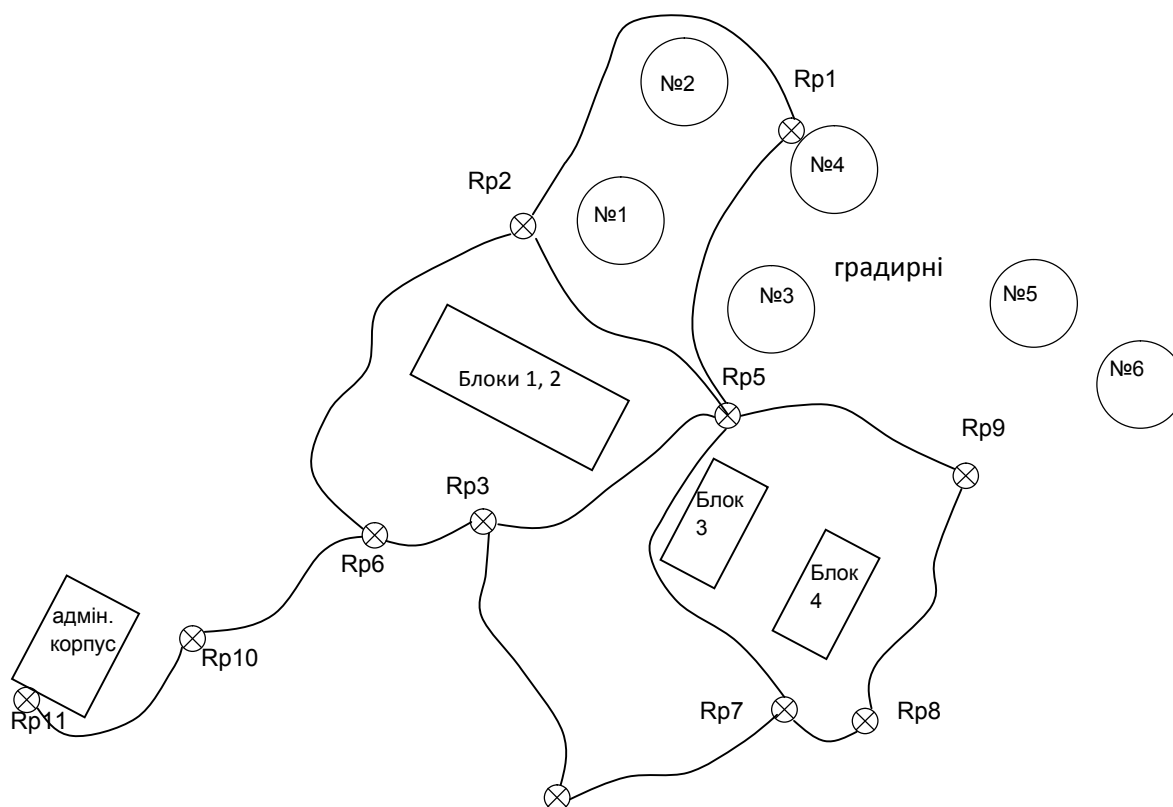 №2
Rp1
№4
Rp2
№1
градирні
№3
№5
№6
Rp5
Блоки 1, 2
Rp9
Rp3
Блок
3
Rp6
Блок
4
адмін.
корпус
Rp10
Rp11
Rp7
Rp8